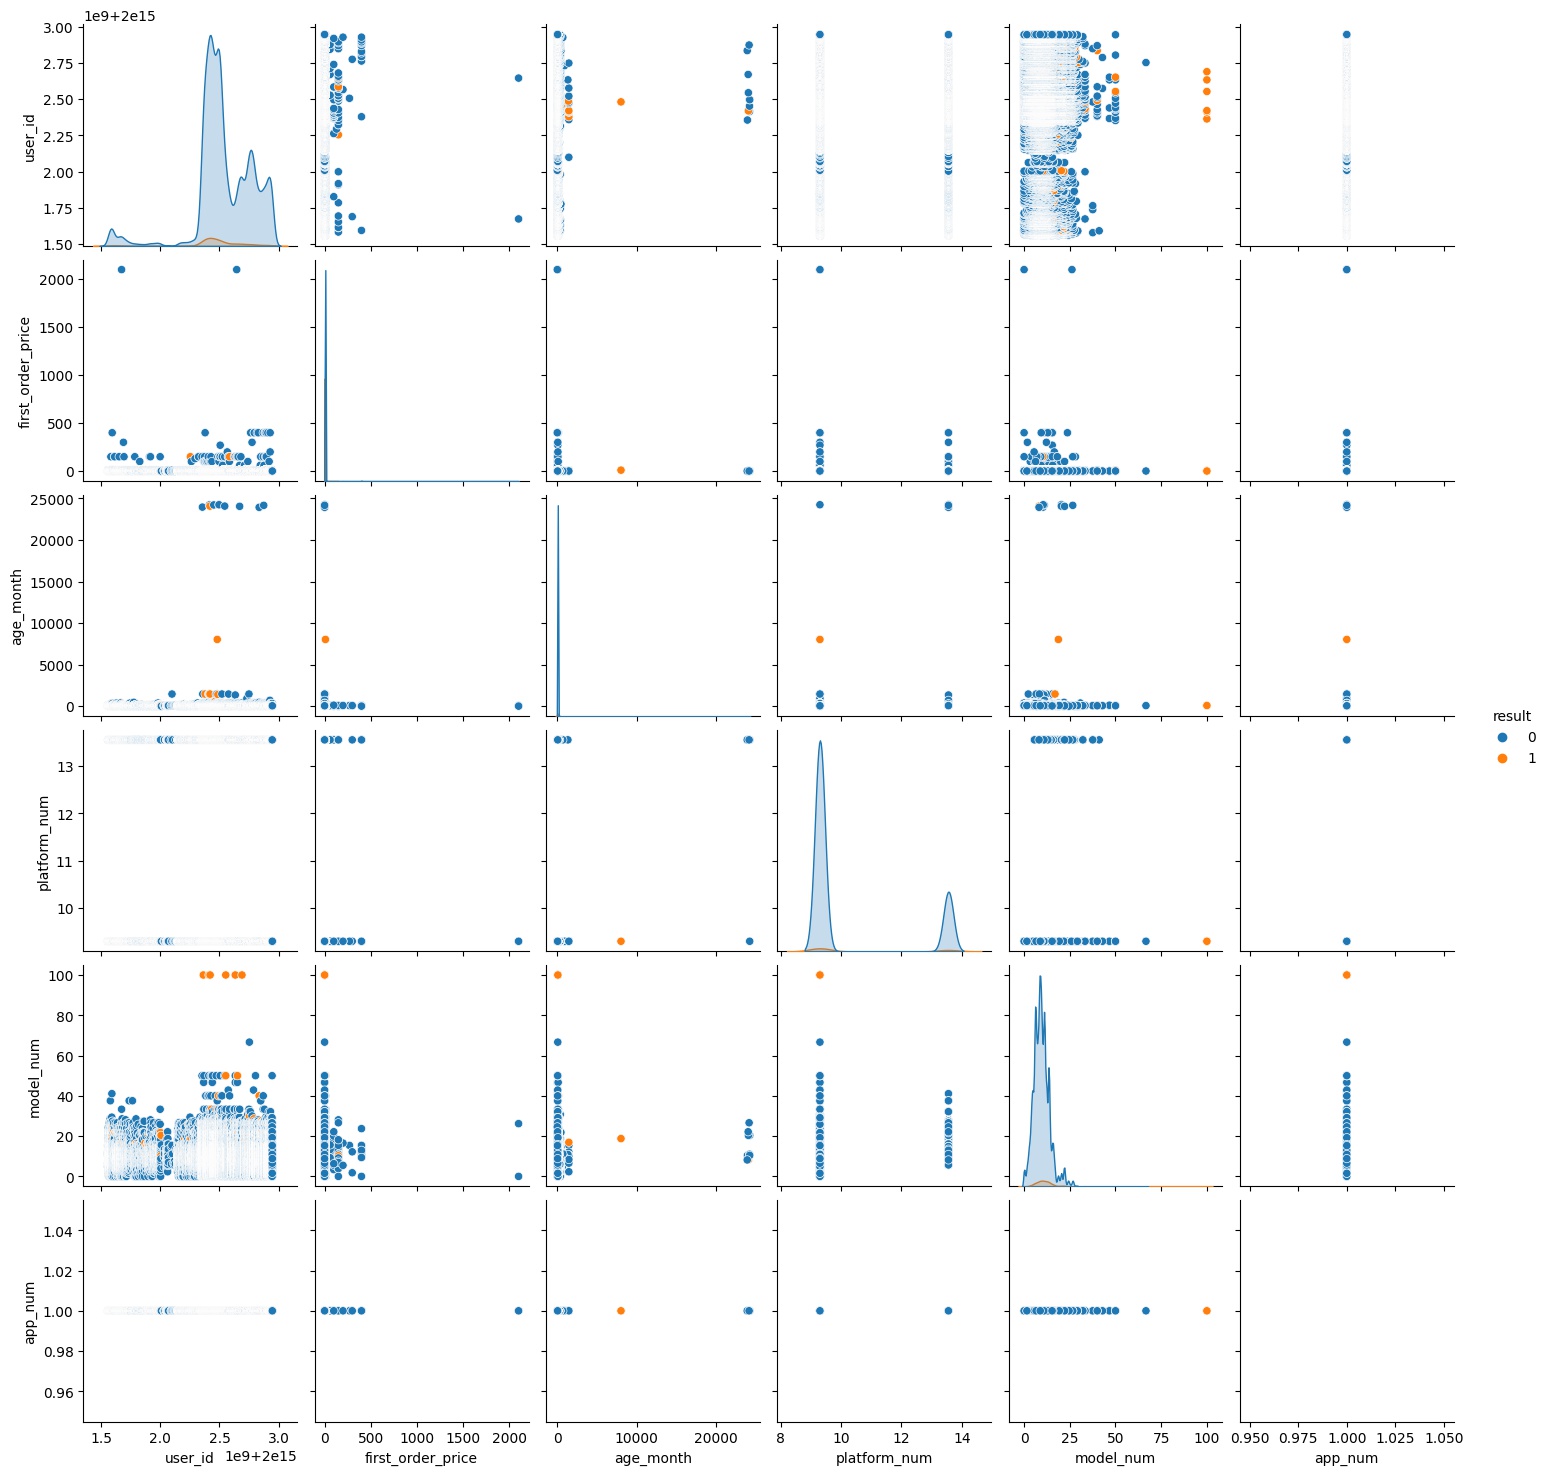 1e9+2e15
3.00
2.75
2.50
2.25
2.00
1.75
1.50
user_id
2000
1500
1000
500
0
first_order_price
25000
20000
15000
10000
5000
0
age_month
result
0
1
13
12
11
10
platform_num
100
80
60
40
20
0
model_num
1.04
1.02
1.00
0.98
0.96
app_num
1.5 2.0 2.5 3.0
0 500 1000 1500 2000
0 10000 20000
8 10 12 14
0 25 50 75 100
0.950 0.975 1.000 1.025 1.050
user_id 1e9+2e15
first_order_price
age_month
platform_num
model_num
app_num